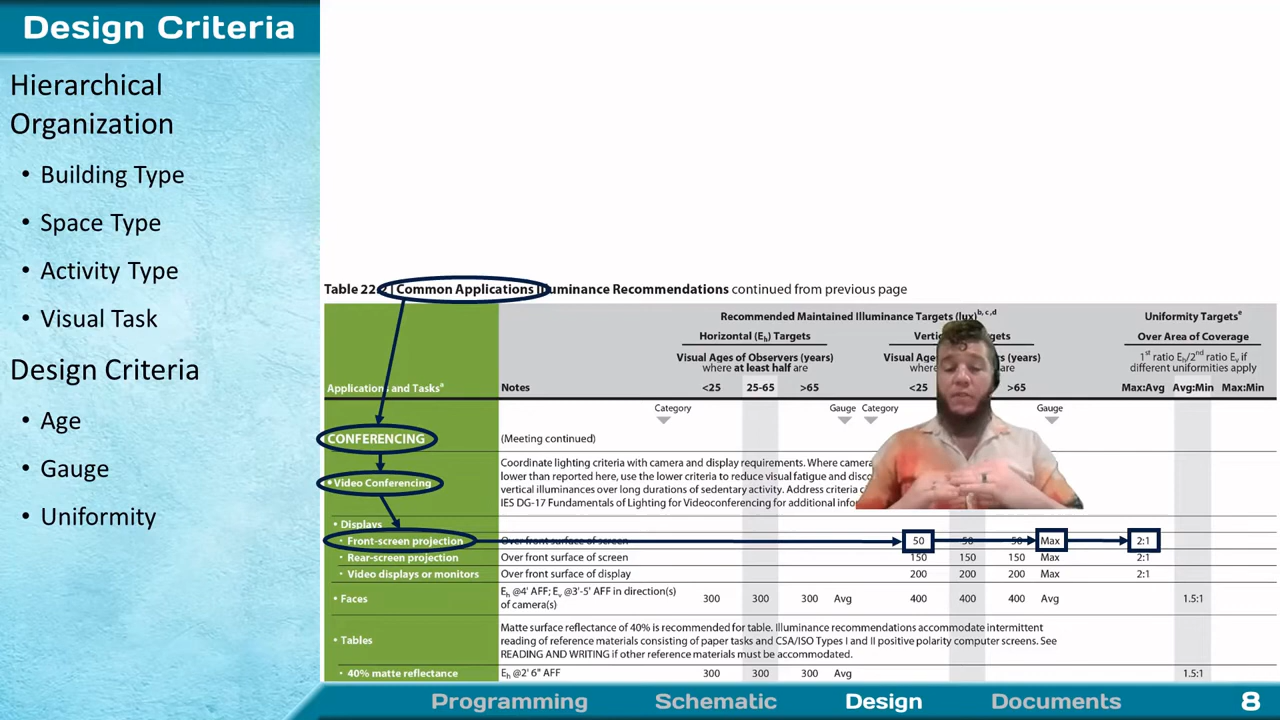 Design Criteria
Hierarchical
Organization
• Building Type
• Space Type
• Activity Type
• Visual Task
Design Criteria
• Age
• Gauge
• Uniformity
Common Applications Illuminance Recommendations continued from previous page
Recommended Maintained Illuminance Targets (lux)b,c,d
Uniformity Targetse
Horizontal (Eh) Targets
Targets
Over Area of Coverage
Visual Ages of Observers (years)
where at least half are
(years)
are
1st ratio Eh/2nd ratio Ev if
different uniformities apply
Applications and Tasksa
Notes
<25 25-65 >65
<25
>65
Max:Avg Avg:Min Max:Min
Category
Gauge Category
Gauge
CONFERENCING
(Meeting continued)
• Video Conferencing
Coordinate lighting criteria with camera and display requirements. Where camera
lower than reported here, use the lower criteria to reduce visual fatigue and
vertical illuminances over long durations of sedentary activity. Address criteria
IES DG-17 Fundamentals of Lighting for Videoconferencing for additional
• Displays
• Front-screen projection Over front surface of screen 50 50 50 Max 2:1
• Rear-screen projection Over front surface of screen 150 150 150 Max 2:1
• Video displays or monitors Over front surface of display 200 200 200 Max 2:1
• Faces
Eh @4' AFF; Ev @3'-5' AFF in direction(s)
of camera(s)
300 300 300 Avg 400 400 400 Avg 1.5:1
• Tables
Matte surface reflectance of 40% is recommended for table. Illuminance recommendations accommodate intermittent
reading of reference materials consisting of paper tasks and CSA/ISO Types I and II positive polarity computer screens. See
READING AND WRITING if other reference materials must be accommodated.
• 40% matte reflectance Eh @2' 6" AFF 300 300 300 Avg 1.5:1
Programming Schematic Design Documents 8